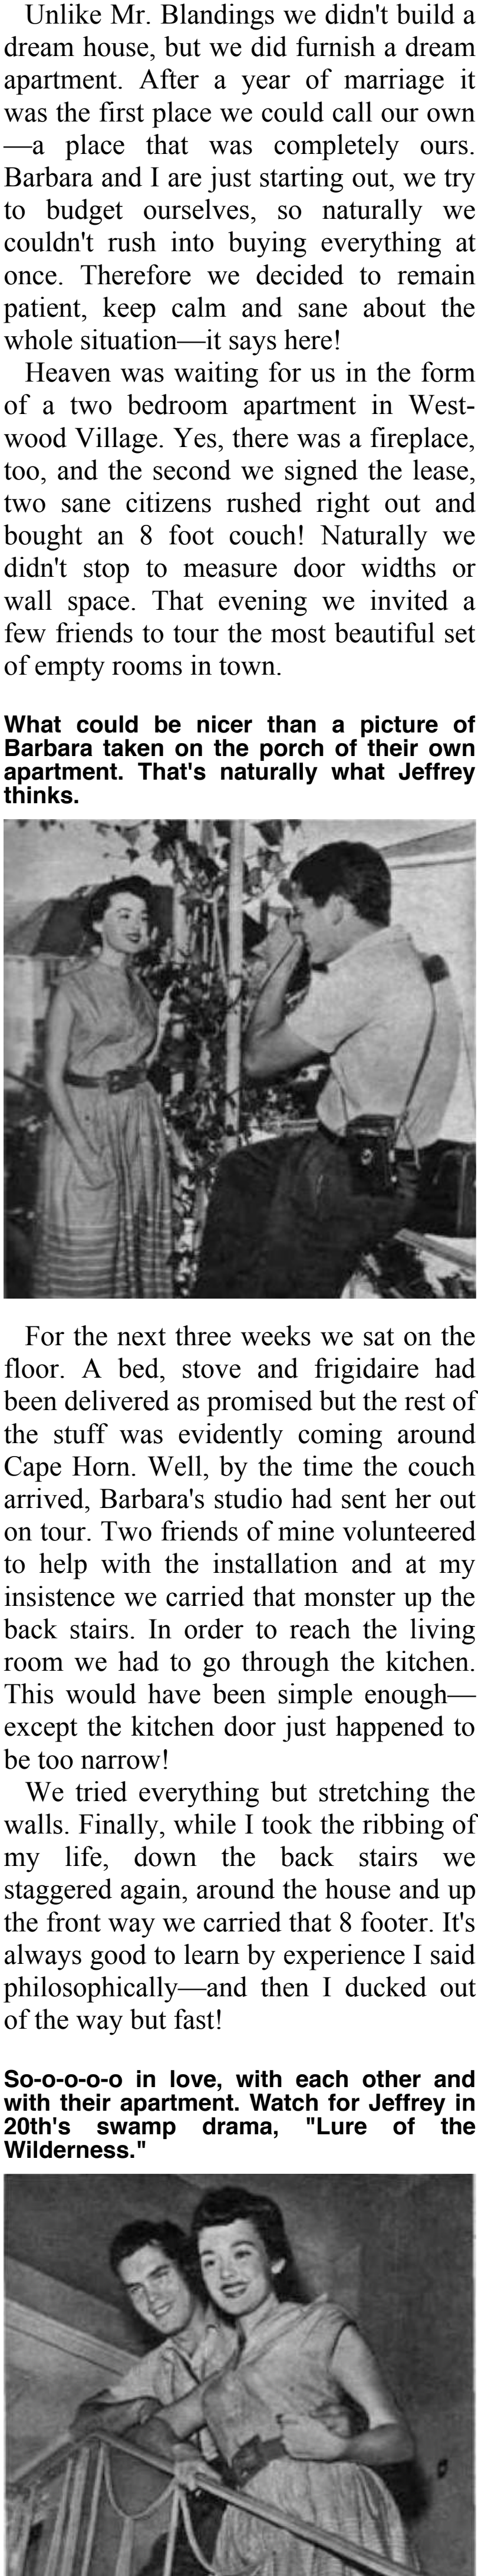 Unlike Mr. Blandings we didn't build a
dream house, but we did furnish a dream
apartment. After a year of marriage it
was the first place we could call our own
—a place that was completely ours.
Barbara and I are just starting out, we try
to budget ourselves, so naturally we
couldn't rush into buying everything at
once. Therefore we decided to remain
patient, keep calm and sane about the
whole situation—it says here!
Heaven was waiting for us in the form
of a two bedroom apartment in West-
wood Village. Yes, there was a fireplace,
too, and the second we signed the lease,
two sane citizens rushed right out and
bought an 8 foot couch! Naturally we
didn't stop to measure door widths or
wall space. That evening we invited a
few friends to tour the most beautiful set
of empty rooms in town.
What could be nicer than a picture of
Barbara taken on the porch of their own
apartment. That's naturally what Jeffrey
thinks.
For the next three weeks we sat on the
floor. A bed, stove and frigidaire had
been delivered as promised but the rest of
the stuff was evidently coming around
Cape Horn. Well, by the time the couch
arrived, Barbara's studio had sent her out
on tour. Two friends of mine volunteered
to help with the installation and at my
insistence we carried that monster up the
back stairs. In order to reach the living
room we had to go through the kitchen.
This would have been simple enough—
except the kitchen door just happened to
be too narrow!
We tried everything but stretching the
walls. Finally, while I took the ribbing of
my life, down the back stairs we
staggered again, around the house and up
the front way we carried that 8 footer. It's
always good to learn by experience I said
philosophically—and then I ducked out
of the way but fast!
So-o-o-o-o in love, with each other and
with their apartment. Watch for Jeffrey in
20th's swamp drama, "Lure of the
Wilderness."